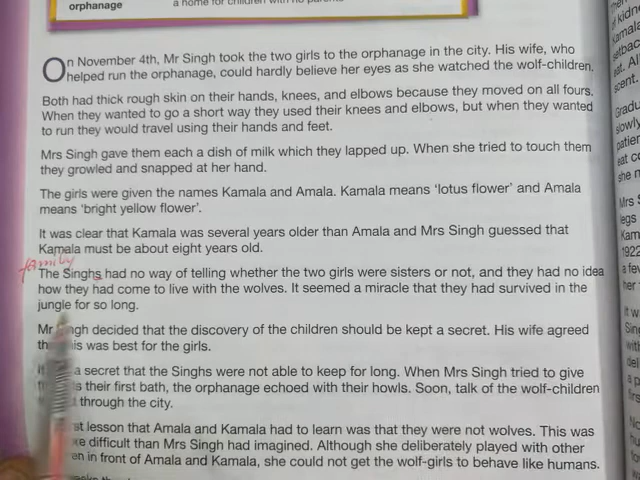 orphanage a home for children with no parents
On November 4th, Mr Singh took the two girls to the orphanage in the city. His wife, who
helped run the orphanage, could hardly believe her eyes as she watched the wolf-children.
Both had thick rough skin on their hands, knees, and elbows because they moved on all fours.
When they wanted to go a short way they used their knees and elbows, but when they wanted
to run they would travel using their hands and feet.
Mrs Singh gave them each a dish of milk which they lapped up. When she tried to touch them
they growled and snapped at her hand.
The girls were given the names Kamala and Amala. Kamala means 'lotus flower' and Amala
means 'bright yellow flower'.
It was clear that Kamala was several years older than Amala and Mrs Singh guessed that
Kamala must be about eight years old.
family
The Singhs had no way of telling whether the two girls were sisters or not, and they had no idea
how they had come to live with the wolves. It seemed a miracle that they had survived in the
jungle for so long.
Mr Singh decided that the discovery of the children should be kept a secret. His wife agreed
this was best for the girls.
a secret that the Singhs were not able to keep for long. When Mrs Singh tried to give
their first bath, the orphanage echoed with their howls. Soon, talk of the wolf-children
through the city.
lesson that Amala and Kamala had to learn was that they were not wolves. This was
difficult than Mrs Singh had imagined. Although she deliberately played with other
in front of Amala and Kamala, she could not get the wolf-girls to behave like humans.